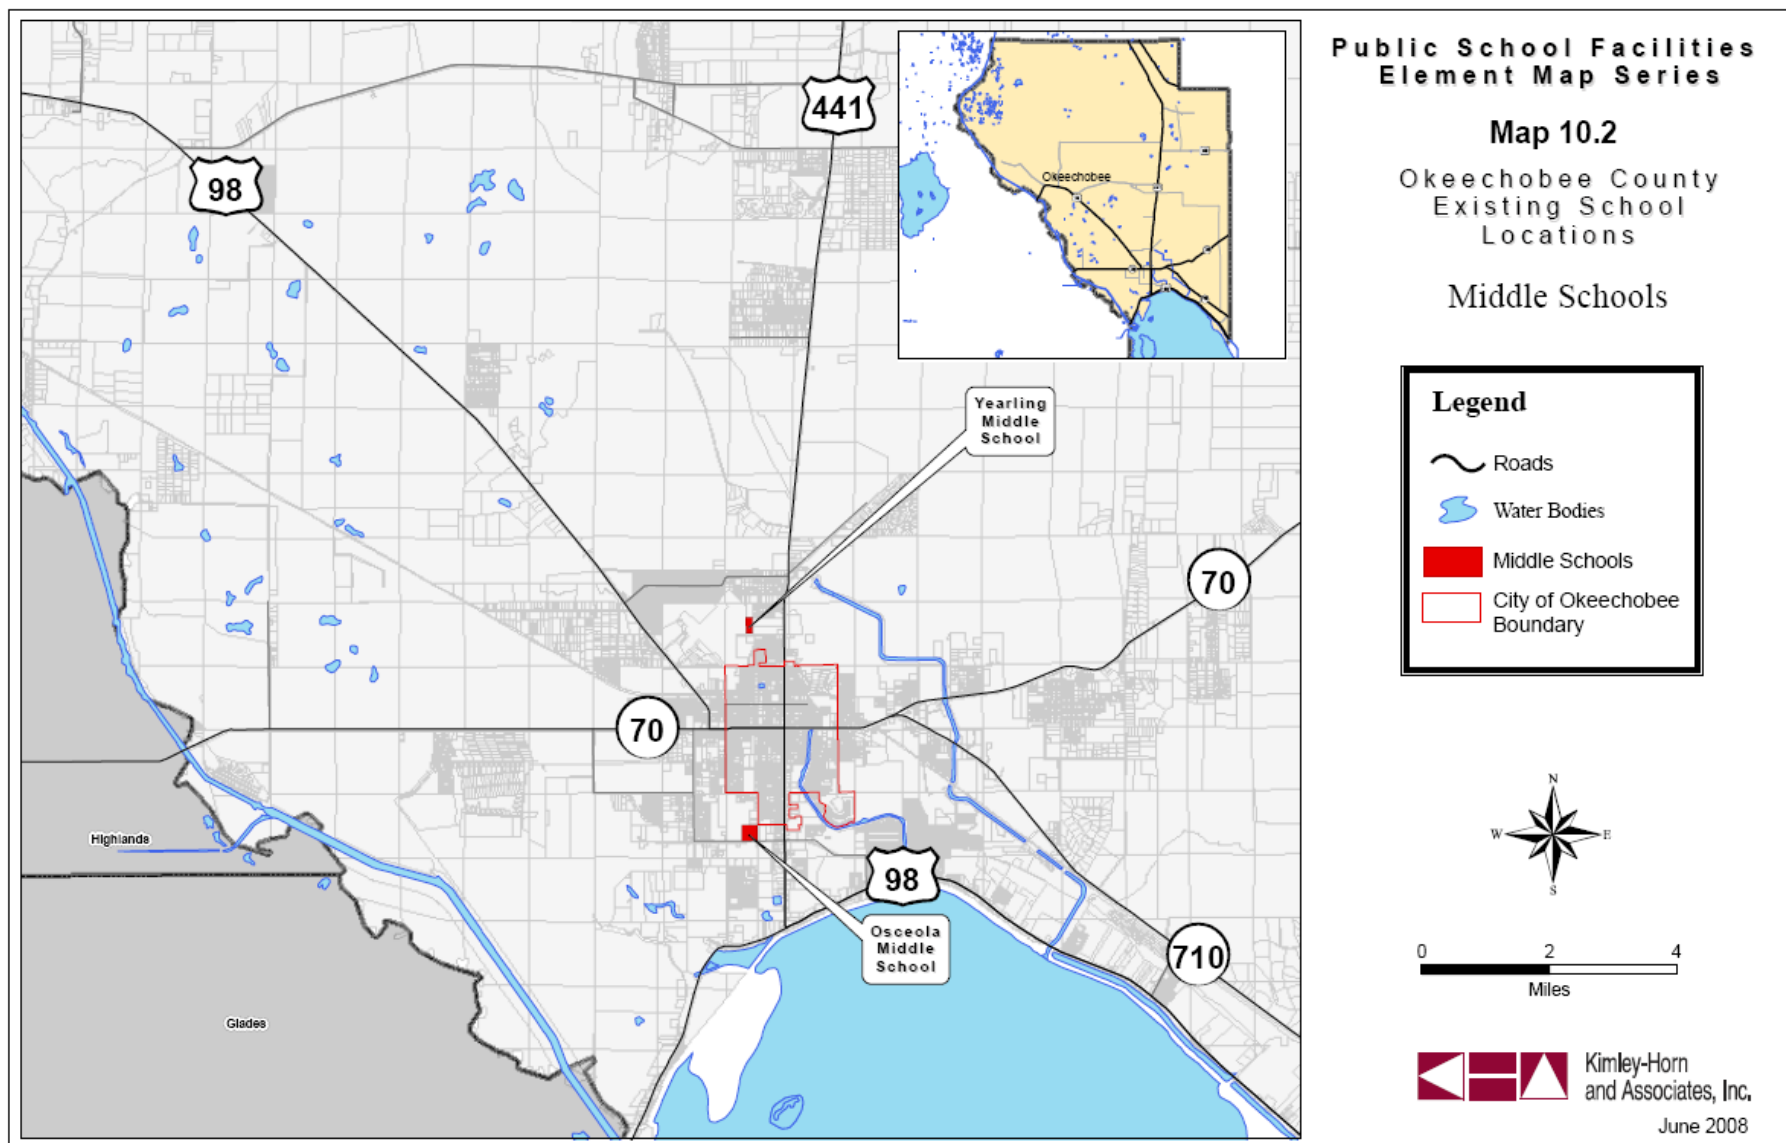 Public School Facilities
Element Map Series
Map 10.2
Okeechobee County
Existing School
Locations
Middle Schools
Legend
Roads
Water Bodies
Middle Schools
City of Okeechobee
Boundary
N
W
E
S
0
2
4
Miles
Kimley-Horn
and Associates, Inc.
June 2008
441
98
Okeechobee
Yearling
Middle
School
70
70
Highlands
98
Osceola
Middle
School
710
Glades